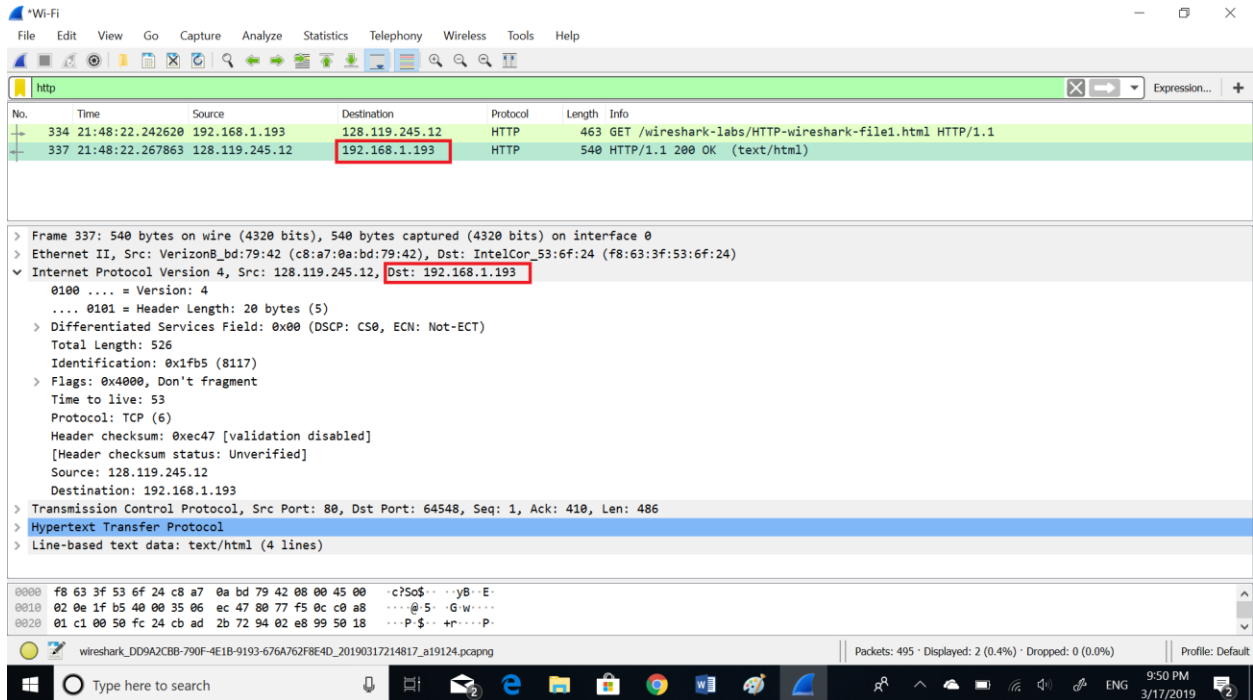 *Wi-Fi
File Edit View Go Capture Analyze Statistics Telephony Wireless Tools Help
http Expression... +
No. Time Source Destination Protocol Length Info
334 21:48:22.242620 192.168.1.193 128.119.245.12 HTTP 463 GET /wireshark-labs/HTTP-wireshark-file1.html HTTP/1.1
337 21:48:22.267863 128.119.245.12 192.168.1.193 HTTP 540 HTTP/1.1 200 OK (text/html)
> Frame 337: 540 bytes on wire (4320 bits), 540 bytes captured (4320 bits) on interface 0
> Ethernet II, Src: VerizonB_bd:79:42 (c8:a7:0a:bd:79:42), Dst: IntelCor_53:6f:24 (f8:63:3f:53:6f:24)
Internet Protocol Version 4, Src: 128.119.245.12, Dst: 192.168.1.193
0100 .... = Version: 4
.... 0101 = Header Length: 20 bytes (5)
> Differentiated Services Field: 0x00 (DSCP: CS0, ECN: Not-ECT)
Total Length: 526
Identification: 0x1fb5 (8117)
> Flags: 0x4000, Don't fragment
Time to live: 53
Protocol: TCP (6)
Header checksum: 0xec47 [validation disabled]
[Header checksum status: Unverified]
Source: 128.119.245.12
Destination: 192.168.1.193
> Transmission Control Protocol, Src Port: 80, Dst Port: 64548, Seq: 1, Ack: 410, Len: 486
> Hypertext Transfer Protocol
> Line-based text data: text/html (4 lines)
0000 f8 63 3f 53 6f 24 c8 a7 0a bd 79 42 08 00 45 00 ·c?So$·· ··yB··E·
0010 02 0e 1f b5 40 00 35 06 ec 47 80 77 f5 0c c0 a8 ····@·5· ·G·w····
0020 01 c1 00 50 fc 24 cb ad 2b 72 94 02 e8 99 50 18 ···P·$·· +r····P·
wireshark_DD9A2CBB-790F-4E1B-9193-676A762F8E4D_20190317214817_a19124.pcapng Packets: 495 · Displayed: 2 (0.4%) · Dropped: 0 (0.0%) Profile: Default
Type here to search 2 ENG 9:50 PM 2
3/17/2019